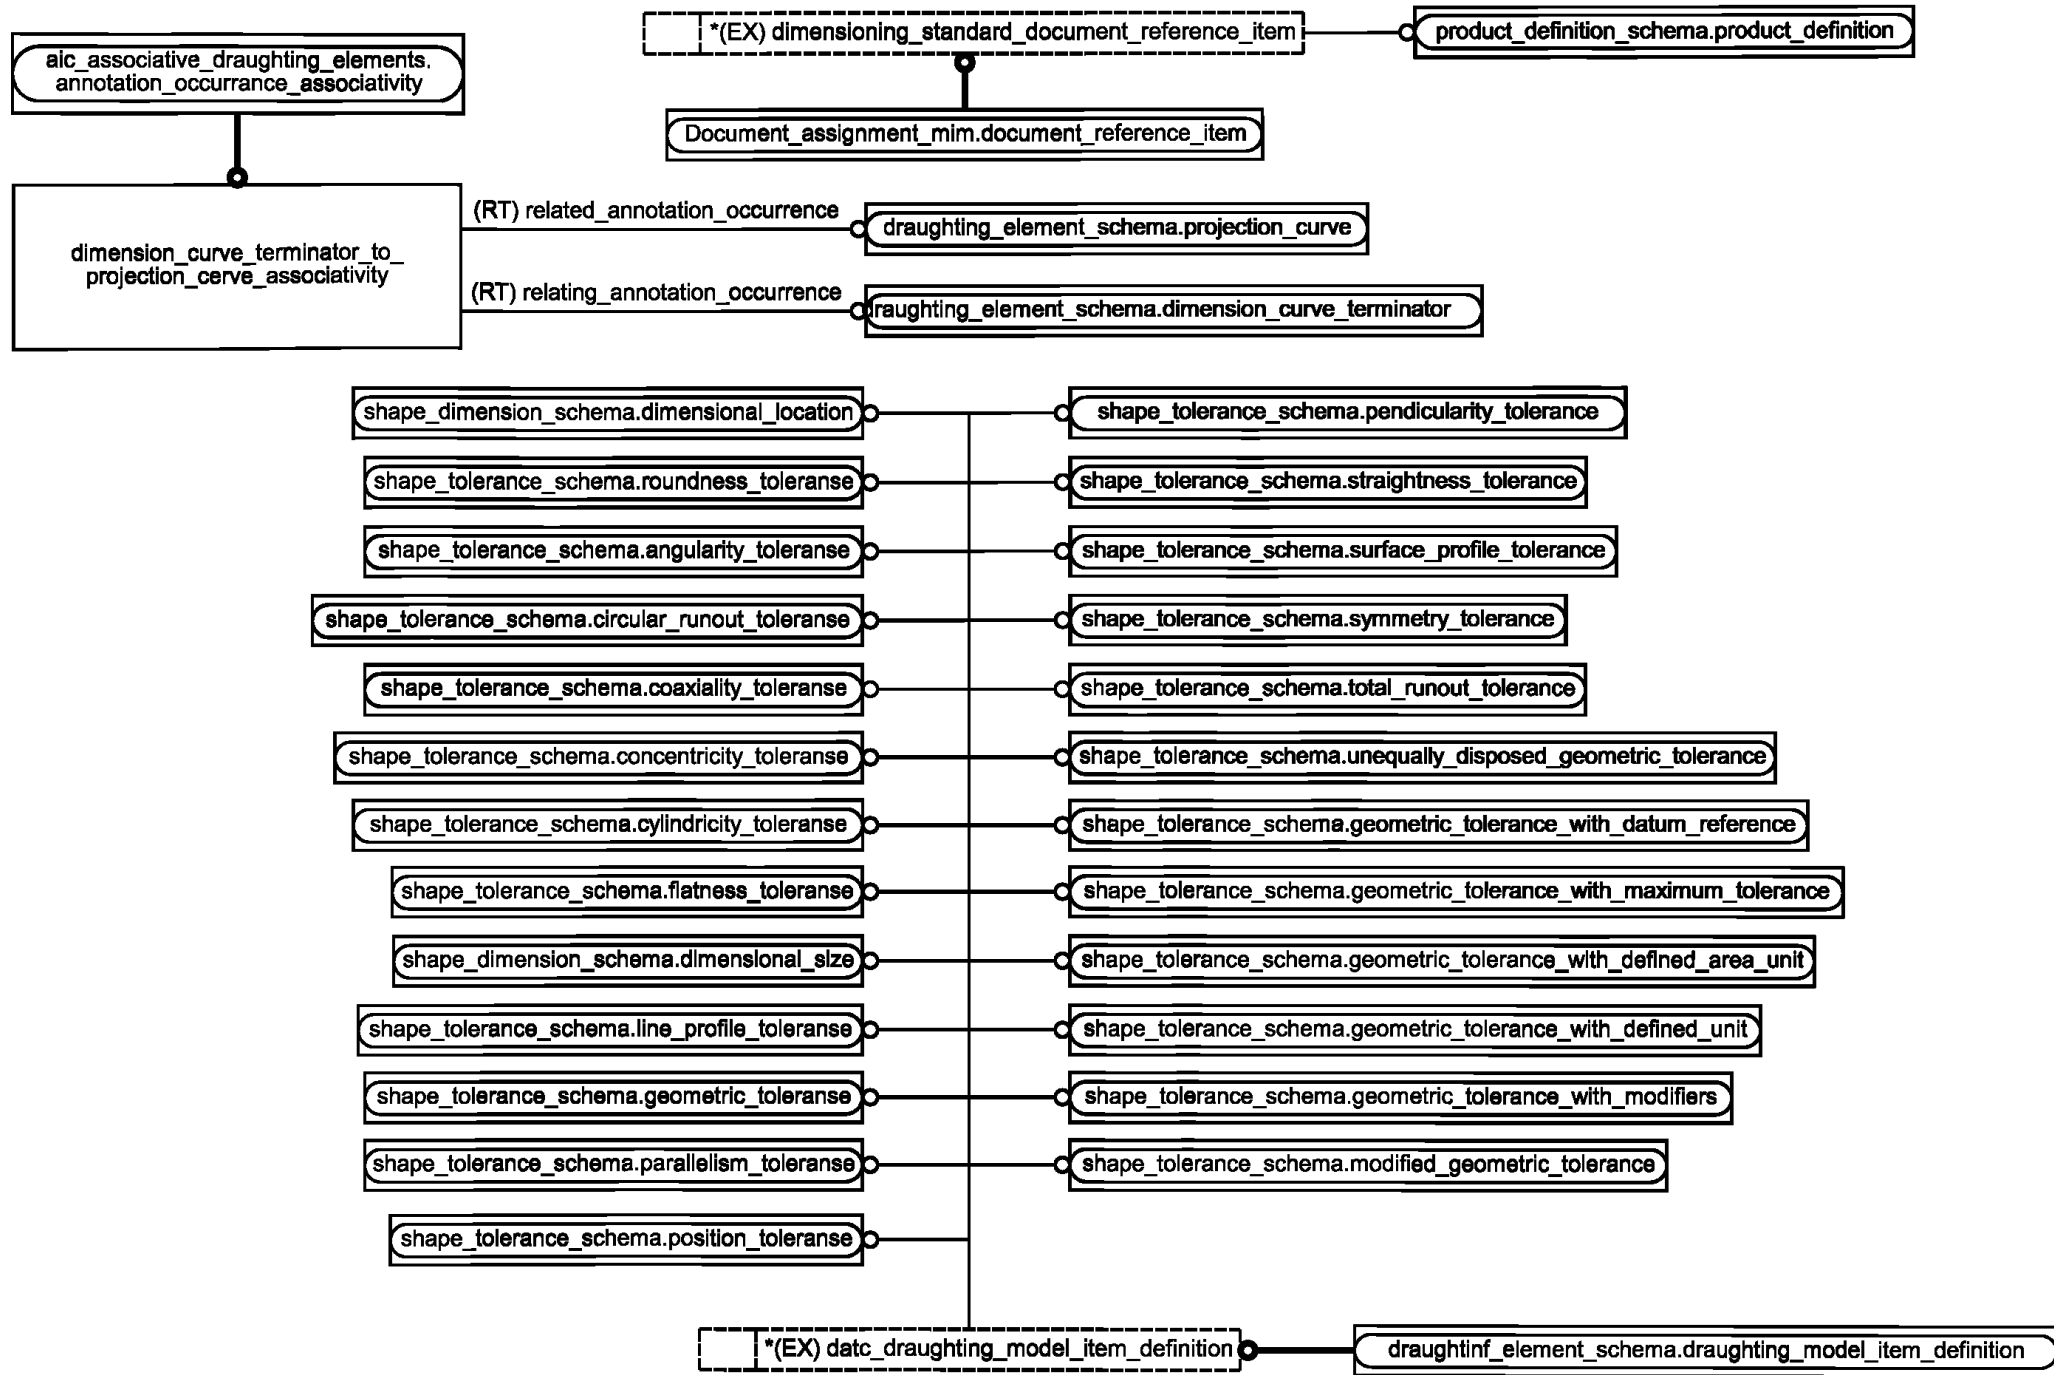 *(EX) dimensioning_standard_document_reference_item
product_definition_schema.product_definition
aic_associative_draughting_elements.
annotation_occurrance_associativity
Document_assignment_mim.document_reference_item
(RT) related_annotation_occurrence
draughting_element_schema.projection_curve
dimension_curve_terminator_to_
projection_cerve_associativity
(RT) relating_annotation_occurrence
raughting_element_schema.dimension_curve_terminator
shape_dimension_schema.dimensional_location
shape_tolerance_schema.pendicularity_tolerance
shape_tolerance_schema.roundness_toleranse
shape_tolerance_schema.straightness_tolerance
shape_tolerance_schema.angularity_toleranse
shape_tolerance_schema.surface_profile_tolerance
shape_tolerance_schema.circular_runout_toleranse
shape_tolerance_schema.symmetry_tolerance
shape_tolerance_schema.coaxiality_toleranse
shape_tolerance_schema.total_runout_tolerance
shape_tolerance_schema.concentricity_toleranse
shape_tolerance_schema.unequally_disposed_geometric_tolerance
shape_tolerance_schema.cylindricity_toleranse
shape_tolerance_schema.geometric_tolerance_with_datum_reference
shape_tolerance_schema.flatness_toleranse
shape_tolerance_schema.geometric_tolerance_with_maximum_tolerance
shape_dimension_schema.dimensional_size
shape_tolerance_schema.geometric_tolerance_with_defined_area_unit
shape_tolerance_schema.line_profile_toleranse
shape_tolerance_schema.geometric_tolerance_with_defined_unit
shape_tolerance_schema.geometric_toleranse
shape_tolerance_schema.geometric_tolerance_with_modifiers
shape_tolerance_schema.parallelism_toleranse
shape_tolerance_schema.modified_geometric_tolerance
shape_tolerance_schema.position_toleranse
*(EX) datc_draughting_model_item_definition
draughtinf_element_schema.draughting_model_item_definition